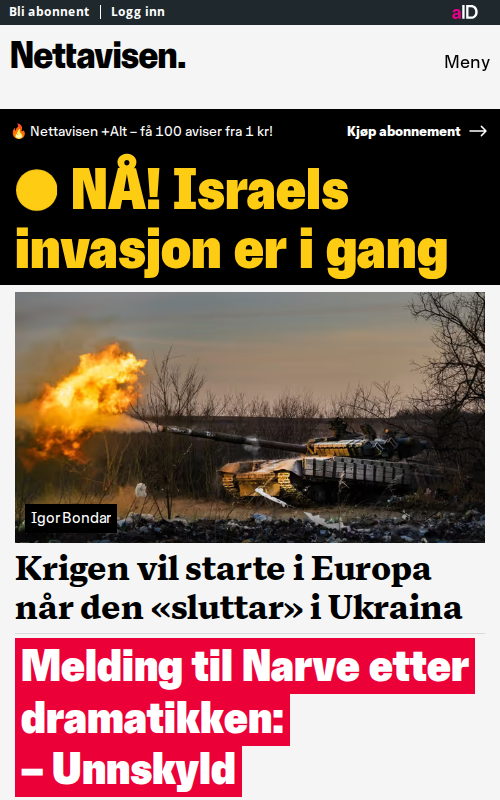 Bli abonnent | Logg inn
aID
Nettavisen.
Meny
🔥 Nettavisen +Alt – få 100 aviser fra 1 kr!
Kjøp abonnement →
NÅ! Israels
invasjon er i gang
Igor Bondar
Krigen vil starte i Europa
når den «sluttar» i Ukraina
Melding til Narve etter
dramatikken:
– Unnskyld